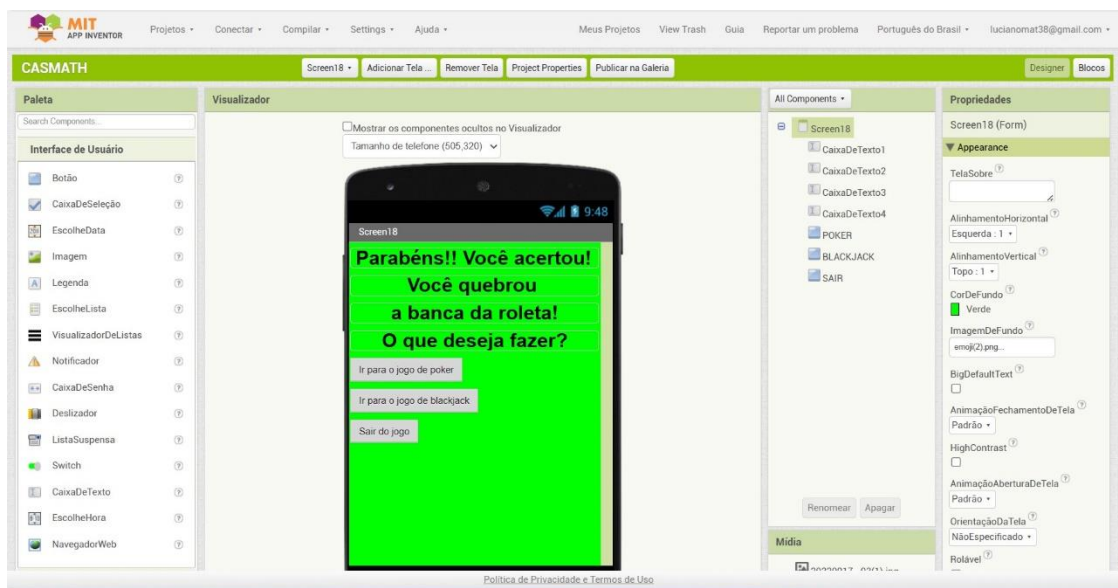 MIT
APP INVENTOR
Projetos
Conectar
Compilar
Settings
Ajuda
Meus Projetos
View Trash
Guia
Reportar um problema
Português do Brasil
lucianomat38@gmail.com
CASMATH
Screen18
Adicionar Tela ...
Remover Tela
Project Properties
Publicar na Galeria
Designer
Blocos
Paleta
Search Components...
Interface de Usuário
Botão
CaixaDeSeleção
EscolheData
Imagem
Legenda
EscolheLista
VisualizadorDeListas
Notificador
CaixaDeSenha
Deslizador
ListaSuspensa
Switch
CaixaDeTexto
EscolheHora
NavegadorWeb
Visualizador
Mostrar os componentes ocultos no Visualizador
Tamanho de telefone (505,320)
9:48
Screen18
Parabéns!! Você acertou!
Você quebrou
a banca da roleta!
O que deseja fazer?
Ir para o jogo de poker
Ir para o jogo de blackjack
Sair do jogo
All Components
Screen18
CaixaDeTexto1
CaixaDeTexto2
CaixaDeTexto3
CaixaDeTexto4
POKER
BLACKJACK
SAIR
Renomear
Apagar
Mídia
Propriedades
Screen18 (Form)
Appearance
TelaSobre
AlinhamentoHorizontal
Esquerda : 1
AlinhamentoVertical
Topo : 1
CorDeFundo
Verde
ImagemDeFundo
emoji(2).png...
BigDefaultText
AnimaçãoFechamentoDeTela
Padrão
HighContrast
AnimaçãoAberturaDeTela
Padrão
OrientaçãoDaTela
NãoEspecificado
Rolável
Política de Privacidade e Termos de Uso